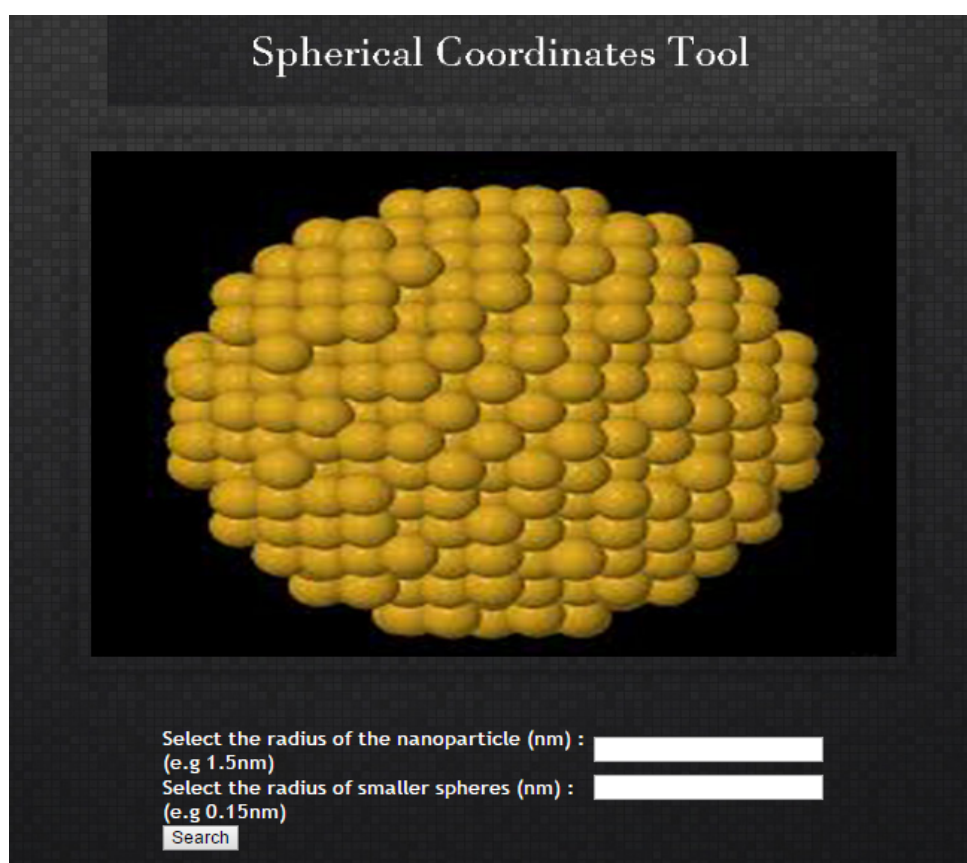 Spherical Coordinates Tool
Select the radius of the nanoparticle (nm) :
(e.g 1.5nm)
Select the radius of smaller spheres (nm) :
(e.g 0.15nm)
Search